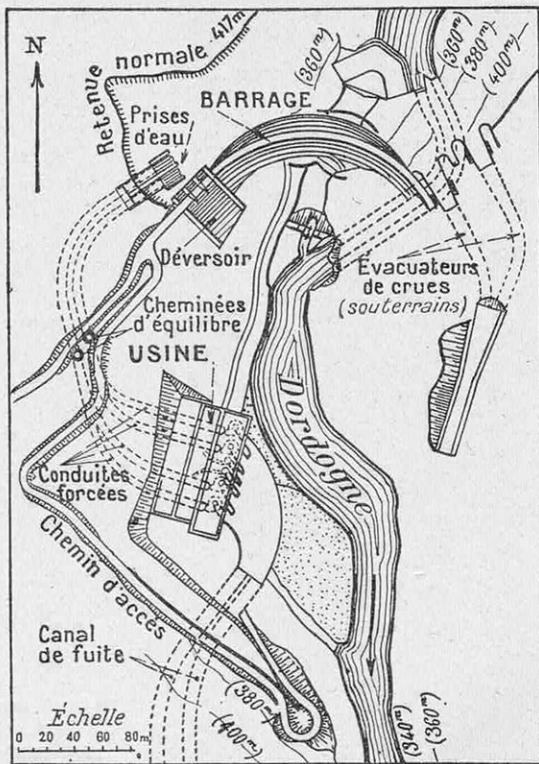 N
Retenue normale 417m
(360m)
(360m)
(380m)
(400m)
BARRAGE
Prises
d'eau
Déversoir
Évacuateurs
de crues
(souterrains)
Cheminées
d'équilibre
USINE
Dordogne
Conduites
forcées
Chemin d'accès
Canal
de fuite
(380m)
(400m)
(340m)
(360m)
Échelle
0 20 40 60 80m